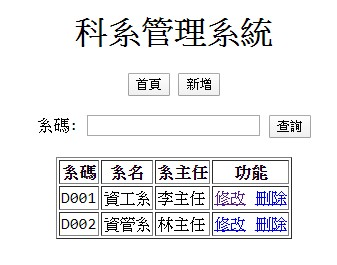 科系管理系統
首頁 新增
系碼: 查詢
系碼 系名 系主任 功能
D001 資工系 李主任 修改 刪除
D002 資管系 林主任 修改 刪除